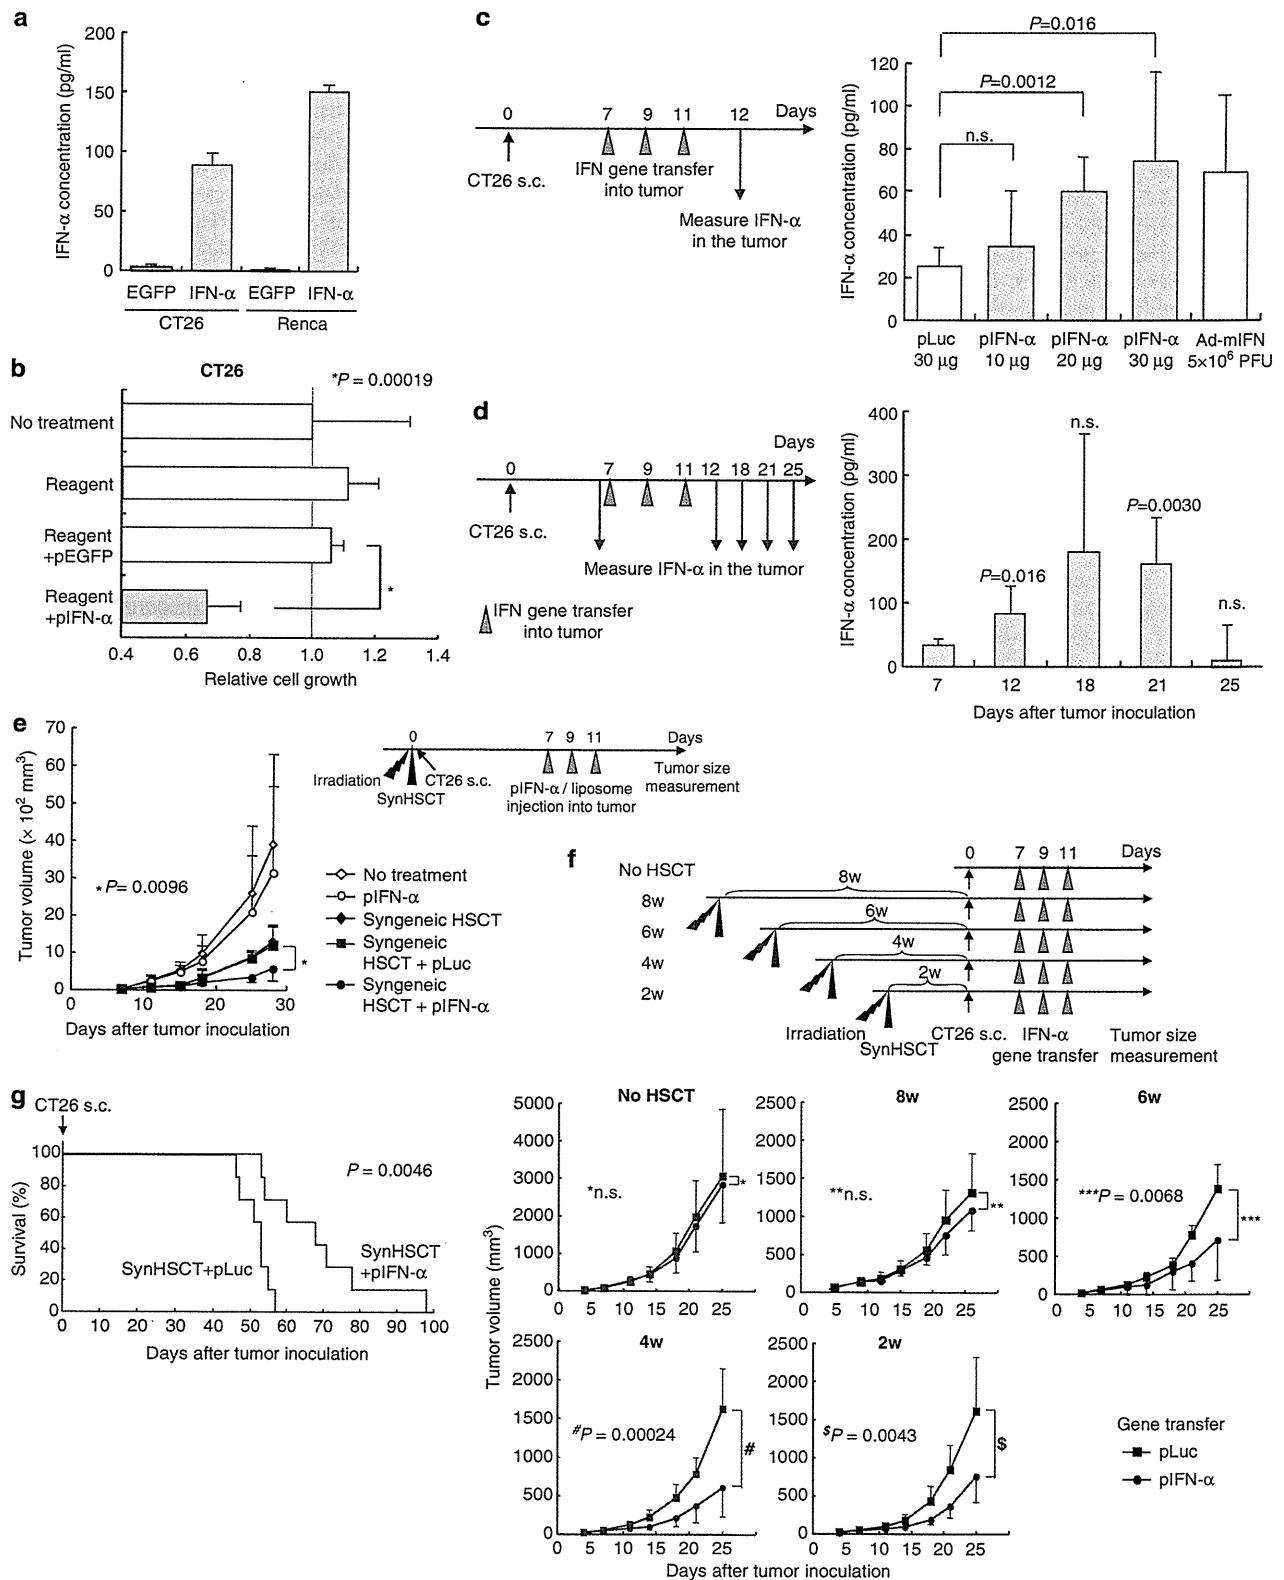 a
IFN-α concentration (pg/ml)
200
150
100
50
0
EGFP IFN-α EGFP IFN-α
CT26 Renca
b
CT26
*P = 0.00019
No treatment
Reagent
Reagent
+pEGFP
Reagent
+pIFN-α
*
0.4 0.6 0.8 1.0 1.2 1.4
Relative cell growth
c
0 7 9 11 12 Days
CT26 s.c.
IFN gene transfer
into tumor
Measure IFN-α
in the tumor
IFN-α concentration (pg/ml)
120
100
80
60
40
20
0
P=0.016
P=0.0012
n.s.
pLuc pIFN-α pIFN-α pIFN-α Ad-mIFN
30 µg 10 µg 20 µg 30 µg 5×10⁶ PFU
d
Days
0 7 9 11 12 18 21 25
CT26 s.c.
Measure IFN-α in the tumor
IFN gene transfer
into tumor
IFN-α concentration (pg/ml)
400
300
200
100
0
P=0.016
n.s.
P=0.0030
n.s.
7 12 18 21 25
Days after tumor inoculation
e
Tumor volume (× 10² mm³)
70
60
50
40
30
20
10
0
*P= 0.0096
*
0 10 20 30
Days after tumor inoculation
0 7 9 11 Days
Irradiation
SynHSCT
CT26 s.c.
pIFN-α / liposome
injection into tumor
Tumor size
measurement
No treatment
pIFN-α
Syngeneic HSCT
Syngeneic
HSCT + pLuc
Syngeneic
HSCT + pIFN-α
f
0 7 9 11 Days
No HSCT
8w
8w
6w
6w
4w
4w
2w
2w
Irradiation
SynHSCT
CT26 s.c.
IFN-α
gene transfer
Tumor size
measurement
g
CT26 s.c.
Survival (%)
100
80
60
40
20
0
P = 0.0046
SynHSCT+pLuc
SynHSCT
+pIFN-α
0 10 20 30 40 50 60 70 80 90 100
Days after tumor inoculation
Tumor volume (mm³)
No HSCT
5000
4000
3000
2000
1000
0
*n.s.
*
0 5 10 15 20 25
8w
2500
2000
1500
1000
500
0
**n.s.
**
0 5 10 15 20 25
6w
2500
2000
1500
1000
500
0
***P = 0.0068
***
0 5 10 15 20 25
4w
2500
2000
1500
1000
500
0
#P = 0.00024
#
0 5 10 15 20 25
2w
2500
2000
1500
1000
500
0
$P = 0.0043
$
0 5 10 15 20 25
Days after tumor inoculation
Gene transfer
pLuc
pIFN-α